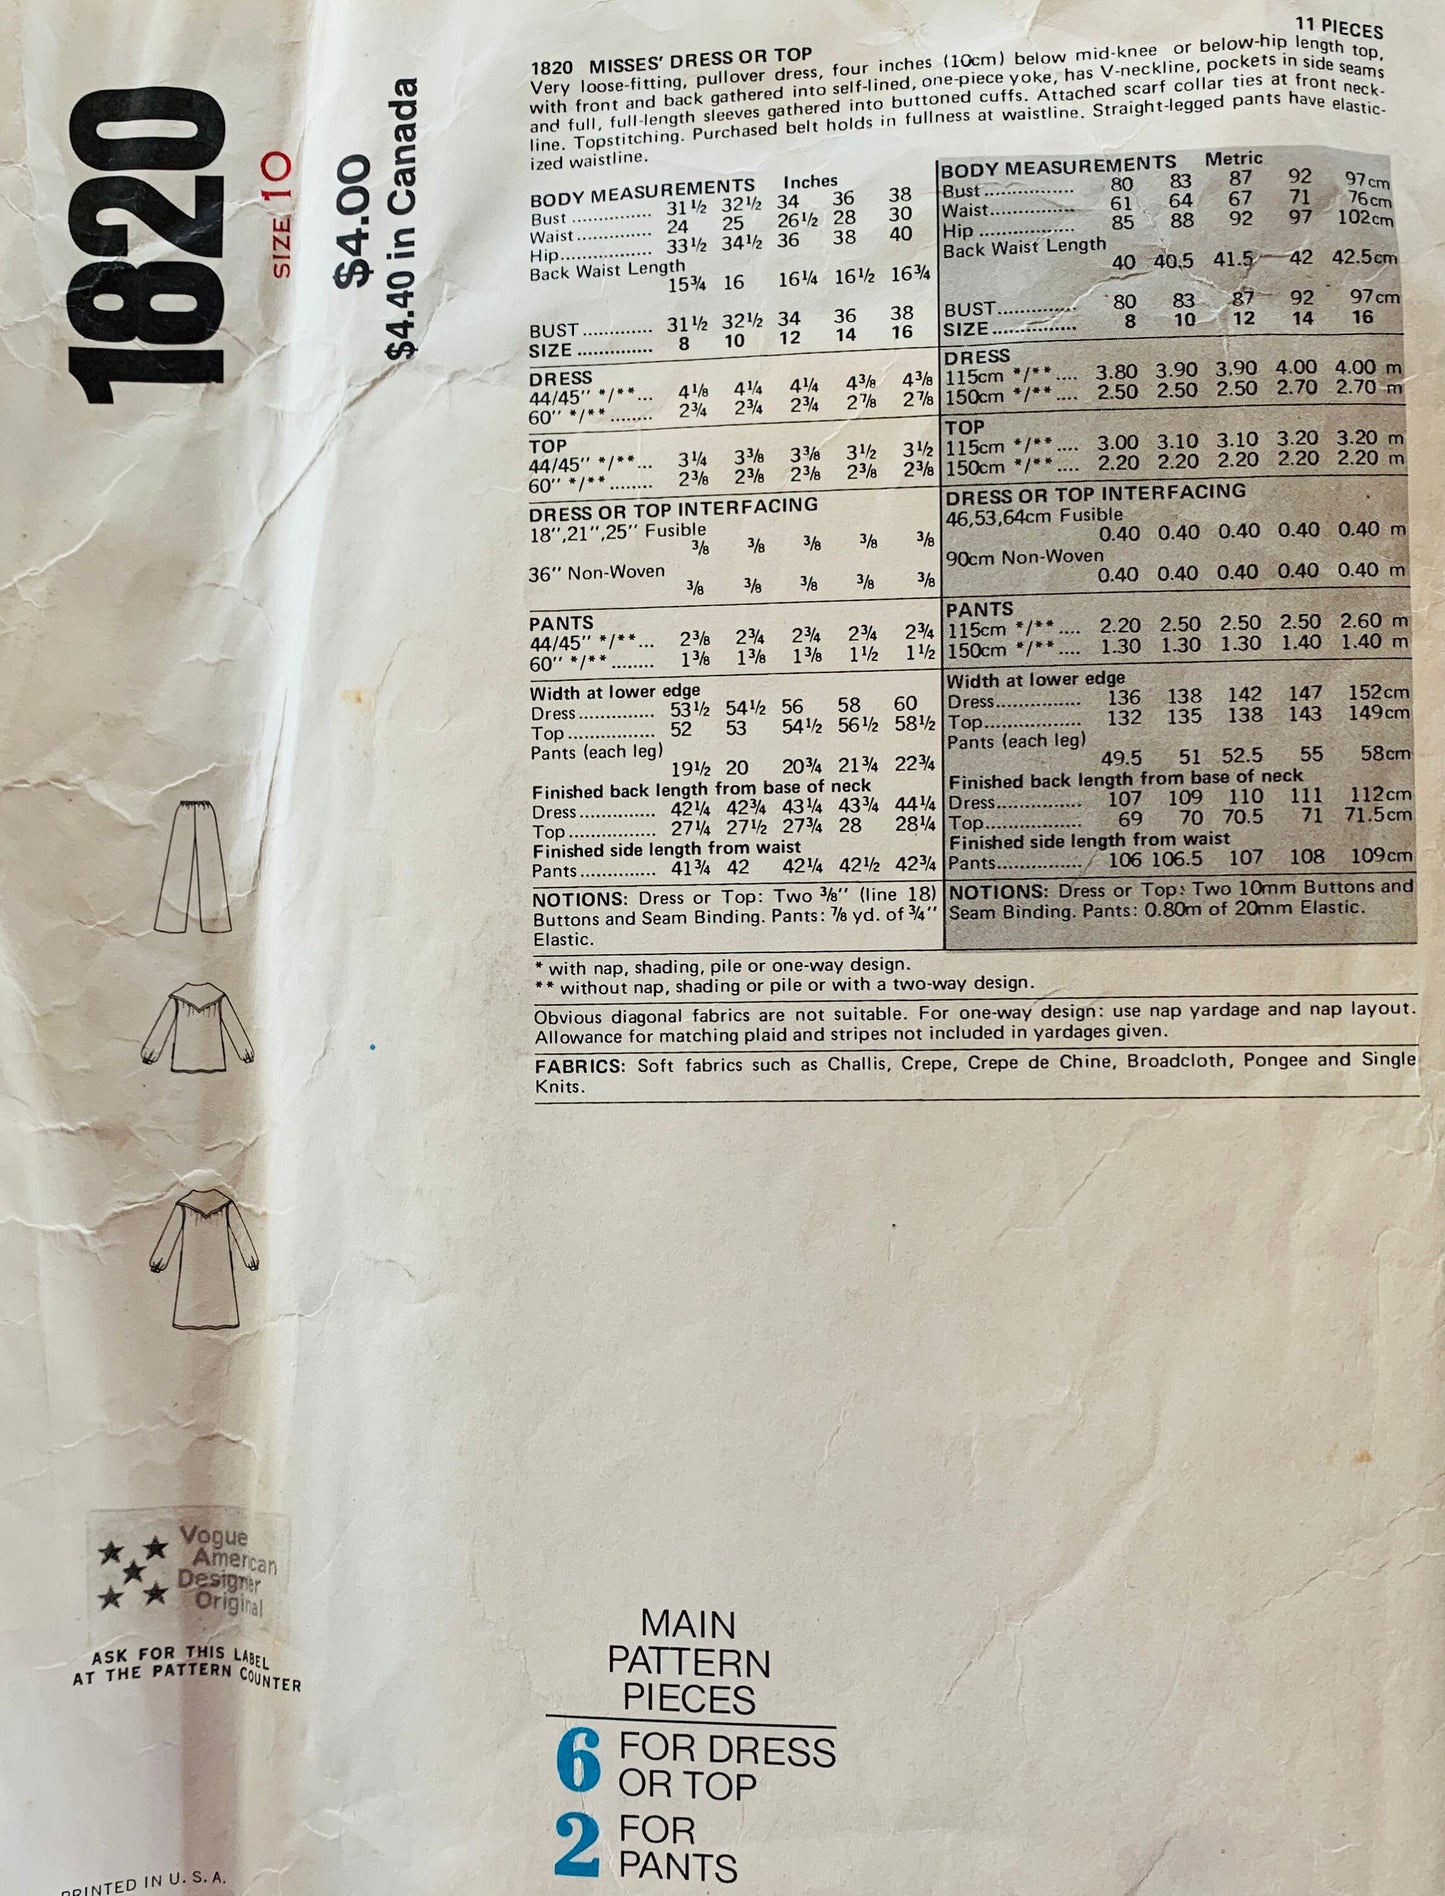 1820
SIZE 10
$4.00
$4.40 in Canada
11 PIECES
1820 MISSES' DRESS OR TOP
Very loose-fitting, pullover dress, four inches (10cm) below mid-knee or below-hip length top,
with front and back gathered into self-lined, one-piece yoke, has V-neckline, pockets in side seams
and full, full-length sleeves gathered into buttoned cuffs. Attached scarf collar ties at front neck-
line. Topstitching. Purchased belt holds in fullness at waistline. Straight-legged pants have elastic-
ized waistline.
BODY MEASUREMENTS Inches
Bust ............... 31½ 32½ 34 36 38
Waist.............. 24 25 26½ 28 30
Hip................. 33½ 34½ 36 38 40
Back Waist Length
15¾ 16 16¼ 16½ 16¾
BUST ............. 31½ 32½ 34 36 38
SIZE .............. 8 10 12 14 16
DRESS
44/45'' */**... 4⅛ 4¼ 4¼ 4⅜ 4⅜
60'' */** ........ 2¾ 2¾ 2¾ 2⅞ 2⅞
TOP
44/45'' */**... 3¼ 3⅜ 3⅜ 3½ 3½
60'' */** ........ 2⅜ 2⅜ 2⅜ 2⅜ 2⅜
DRESS OR TOP INTERFACING
18'',21'',25'' Fusible
⅜ ⅜ ⅜ ⅜ ⅜
36'' Non-Woven
⅜ ⅜ ⅜ ⅜ ⅜
PANTS
44/45'' */**... 2⅜ 2¾ 2¾ 2¾ 2¾
60'' */** ........ 1⅜ 1⅜ 1⅜ 1½ 1½
Width at lower edge
Dress.............. 53½ 54½ 56 58 60
Top ................ 52 53 54½ 56½ 58½
Pants (each leg)
19½ 20 20¾ 21¾ 22¾
Finished back length from base of neck
Dress.............. 42¼ 42¾ 43¼ 43¾ 44¼
Top ................ 27¼ 27½ 27¾ 28 28¼
Finished side length from waist
Pants .............. 41¾ 42 42¼ 42½ 42¾
NOTIONS: Dress or Top: Two ⅜'' (line 18)
Buttons and Seam Binding. Pants: ⅞ yd. of ¾''
Elastic.
BODY MEASUREMENTS Metric
Bust ................ 80 83 87 92 97cm
Waist................ 61 64 67 71 76cm
Hip ................. 85 88 92 97 102cm
Back Waist Length
40 40.5 41.5 42 42.5cm
BUST.............. 80 83 87 92 97cm
SIZE............... 8 10 12 14 16
DRESS
115cm */** .... 3.80 3.90 3.90 4.00 4.00 m
150cm */** .... 2.50 2.50 2.50 2.70 2.70 m
TOP
115cm */** .... 3.00 3.10 3.10 3.20 3.20 m
150cm */** .... 2.20 2.20 2.20 2.20 2.20 m
DRESS OR TOP INTERFACING
46,53,64cm Fusible
0.40 0.40 0.40 0.40 0.40 m
90cm Non-Woven
0.40 0.40 0.40 0.40 0.40 m
PANTS
115cm */** .... 2.20 2.50 2.50 2.50 2.60 m
150cm */** .... 1.30 1.30 1.30 1.40 1.40 m
Width at lower edge
Dress................ 136 138 142 147 152cm
Top.................. 132 135 138 143 149cm
Pants (each leg)
49.5 51 52.5 55 58cm
Finished back length from base of neck
Dress................ 107 109 110 111 112cm
Top.................. 69 70 70.5 71 71.5cm
Finished side length from waist
Pants................ 106 106.5 107 108 109cm
NOTIONS: Dress or Top: Two 10mm Buttons and
Seam Binding. Pants: 0.80m of 20mm Elastic.
* with nap, shading, pile or one-way design.
** without nap, shading or pile or with a two-way design.
Obvious diagonal fabrics are not suitable. For one-way design: use nap yardage and nap layout.
Allowance for matching plaid and stripes not included in yardages given.
FABRICS: Soft fabrics such as Challis, Crepe, Crepe de Chine, Broadcloth, Pongee and Single
Knits.
Vogue
American
Designer
Original
ASK FOR THIS LABEL
AT THE PATTERN COUNTER
MAIN
PATTERN
PIECES
6 FOR DRESS
OR TOP
2 FOR
PANTS
PRINTED IN U.S.A.